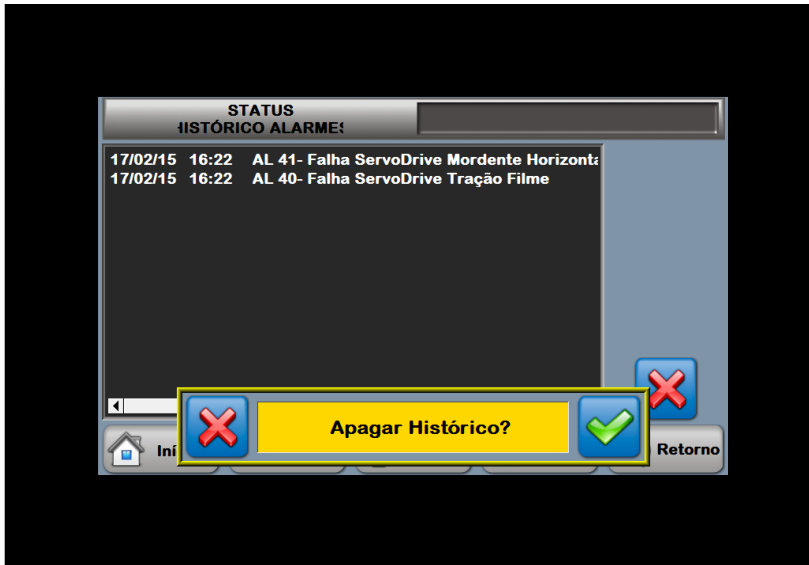 STATUS
HISTÓRICO ALARMES
17/02/15 16:22 AL 41- Falha ServoDrive Mordente Horizonta
17/02/15 16:22 AL 40- Falha ServoDrive Tração Filme
Apagar Histórico?
Iní
Retorno